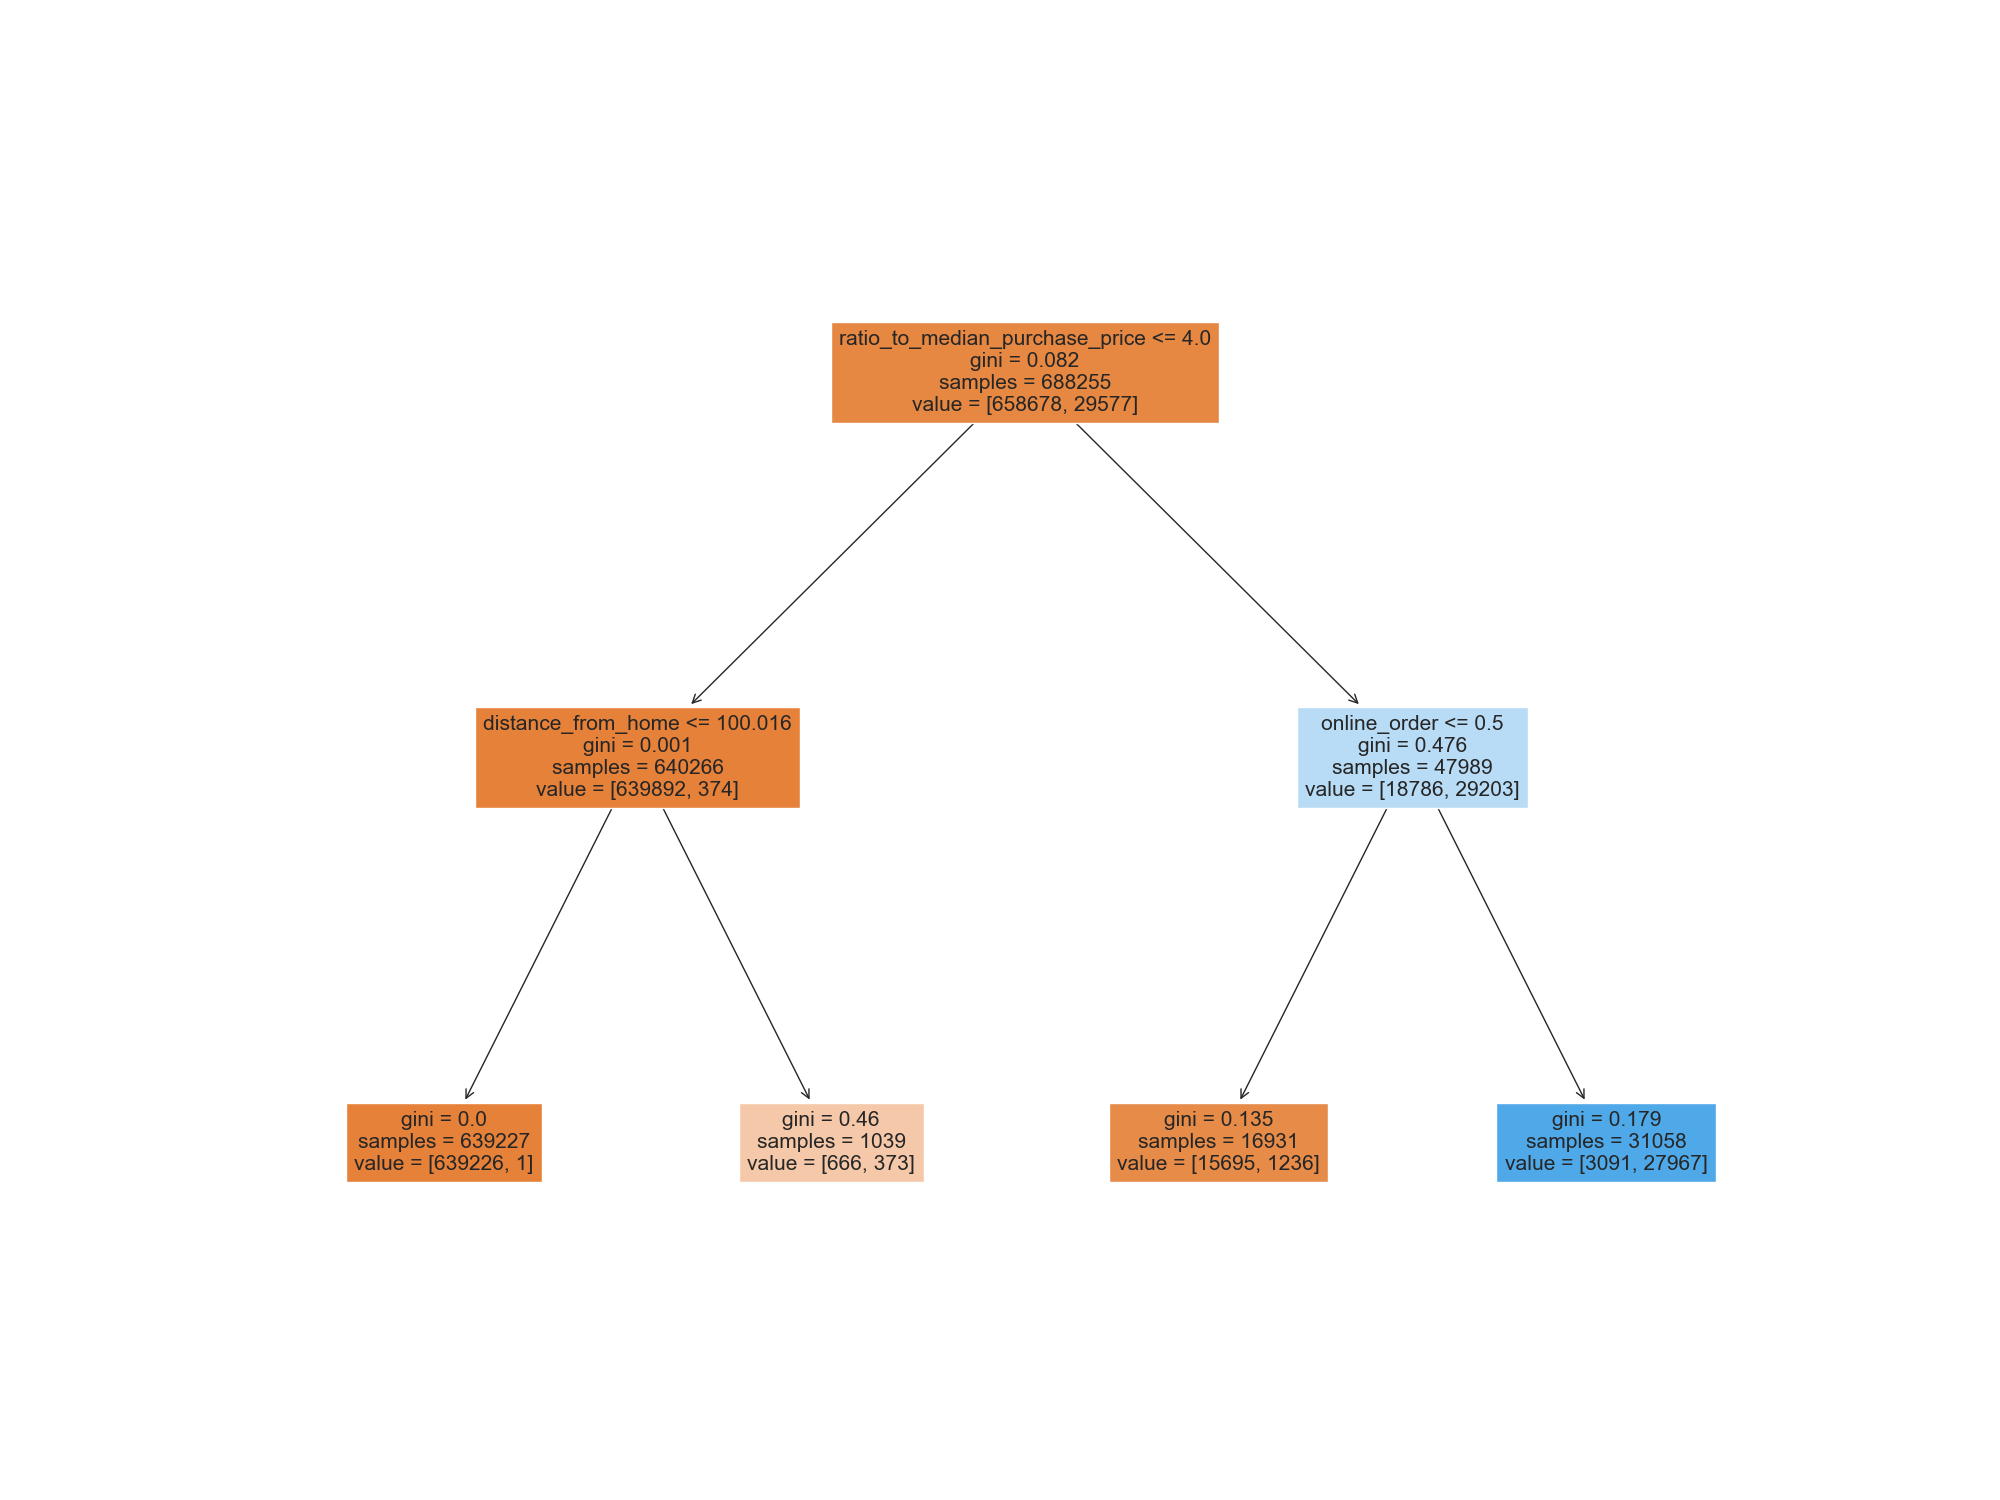 ratio_to_median_purchase_price <= 4.0
gini = 0.082
samples = 688255
value = [658678, 29577]
distance_from_home <= 100.016
gini = 0.001
samples = 640266
value = [639892, 374]
online_order <= 0.5
gini = 0.476
samples = 47989
value = [18786, 29203]
gini = 0.0
samples = 639227
value = [639226, 1]
gini = 0.46
samples = 1039
value = [666, 373]
gini = 0.135
samples = 16931
value = [15695, 1236]
gini = 0.179
samples = 31058
value = [3091, 27967]